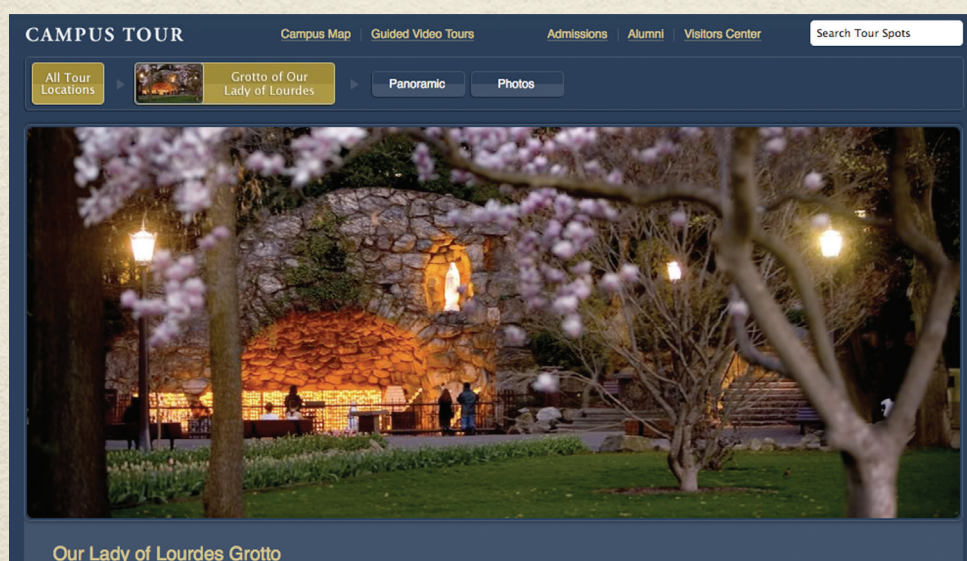 CAMPUS TOUR
Campus Map Guided Video Tours Admissions Alumni Visitors Center
Search Tour Spots
All Tour
Locations
Grotto of Our
Lady of Lourdes
Panoramic Photos
Our Lady of Lourdes Grotto